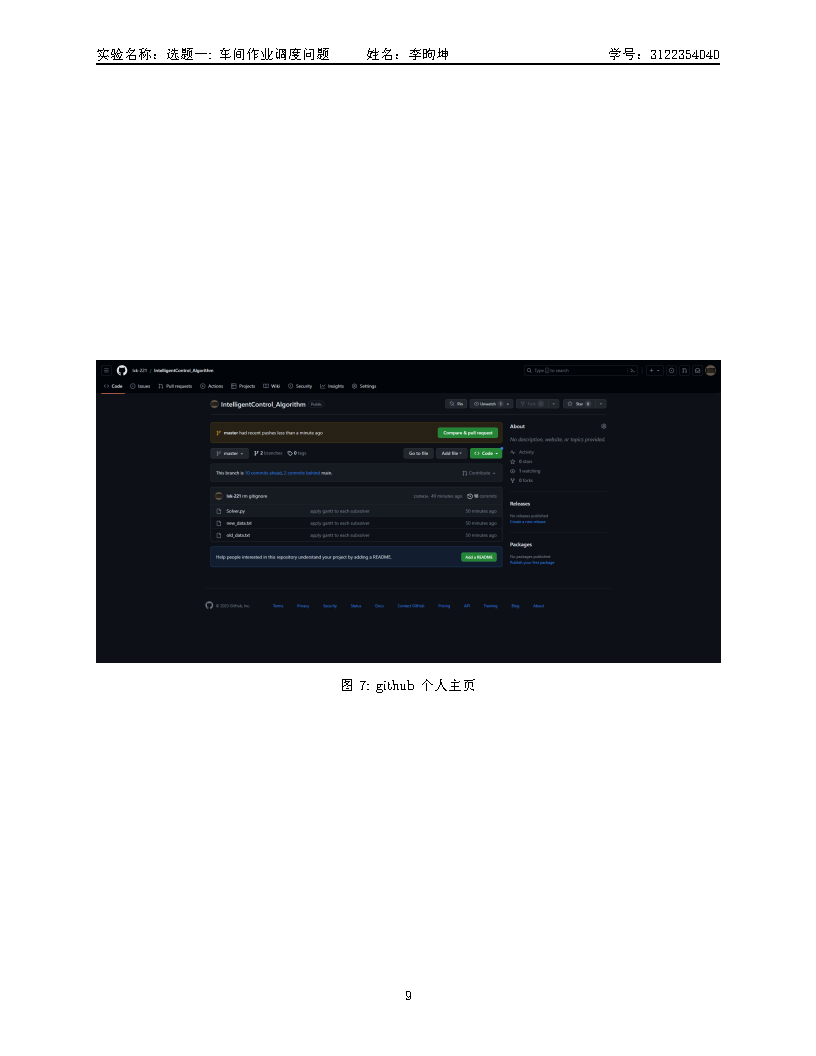 实验名称：选题一: 车间作业调度问题 姓名：李昫坤 学号：3122354040
lsk-221 / IntelligentControl_Algorithm
Type / to search
Code Issues Pull requests Actions Projects Wiki Security Insights Settings
IntelligentControl_Algorithm Public
Pin Unwatch 1 Fork 0 Star 0
master had recent pushes less than a minute ago Compare & pull request
master 2 branches 0 tags Go to file Add file Code
This branch is 10 commits ahead, 2 commits behind main. Contribute
lsk-221 rm gitignore 49 minutes ago commits
Solver.py apply gantt to each subsolver 50 minutes ago
new_data.txt apply gantt to each subsolver 50 minutes ago
old_data.txt apply gantt to each subsolver 50 minutes ago
Help people interested in this repository understand your project by adding a README. Add a README
About
No description, website, or topics provided.
Activity
0 stars
1 watching
0 forks
Releases
No releases published
Create a new release
Packages
No packages published
Publish your first package
© 2023 GitHub, Inc. Terms Privacy Security Status Docs Contact GitHub Pricing API Training Blog About
图 7: github 个人主页
9